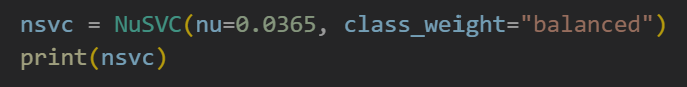 nsvc = NuSVC(nu=0.0365, class_weight="balanced")
print(nsvc)